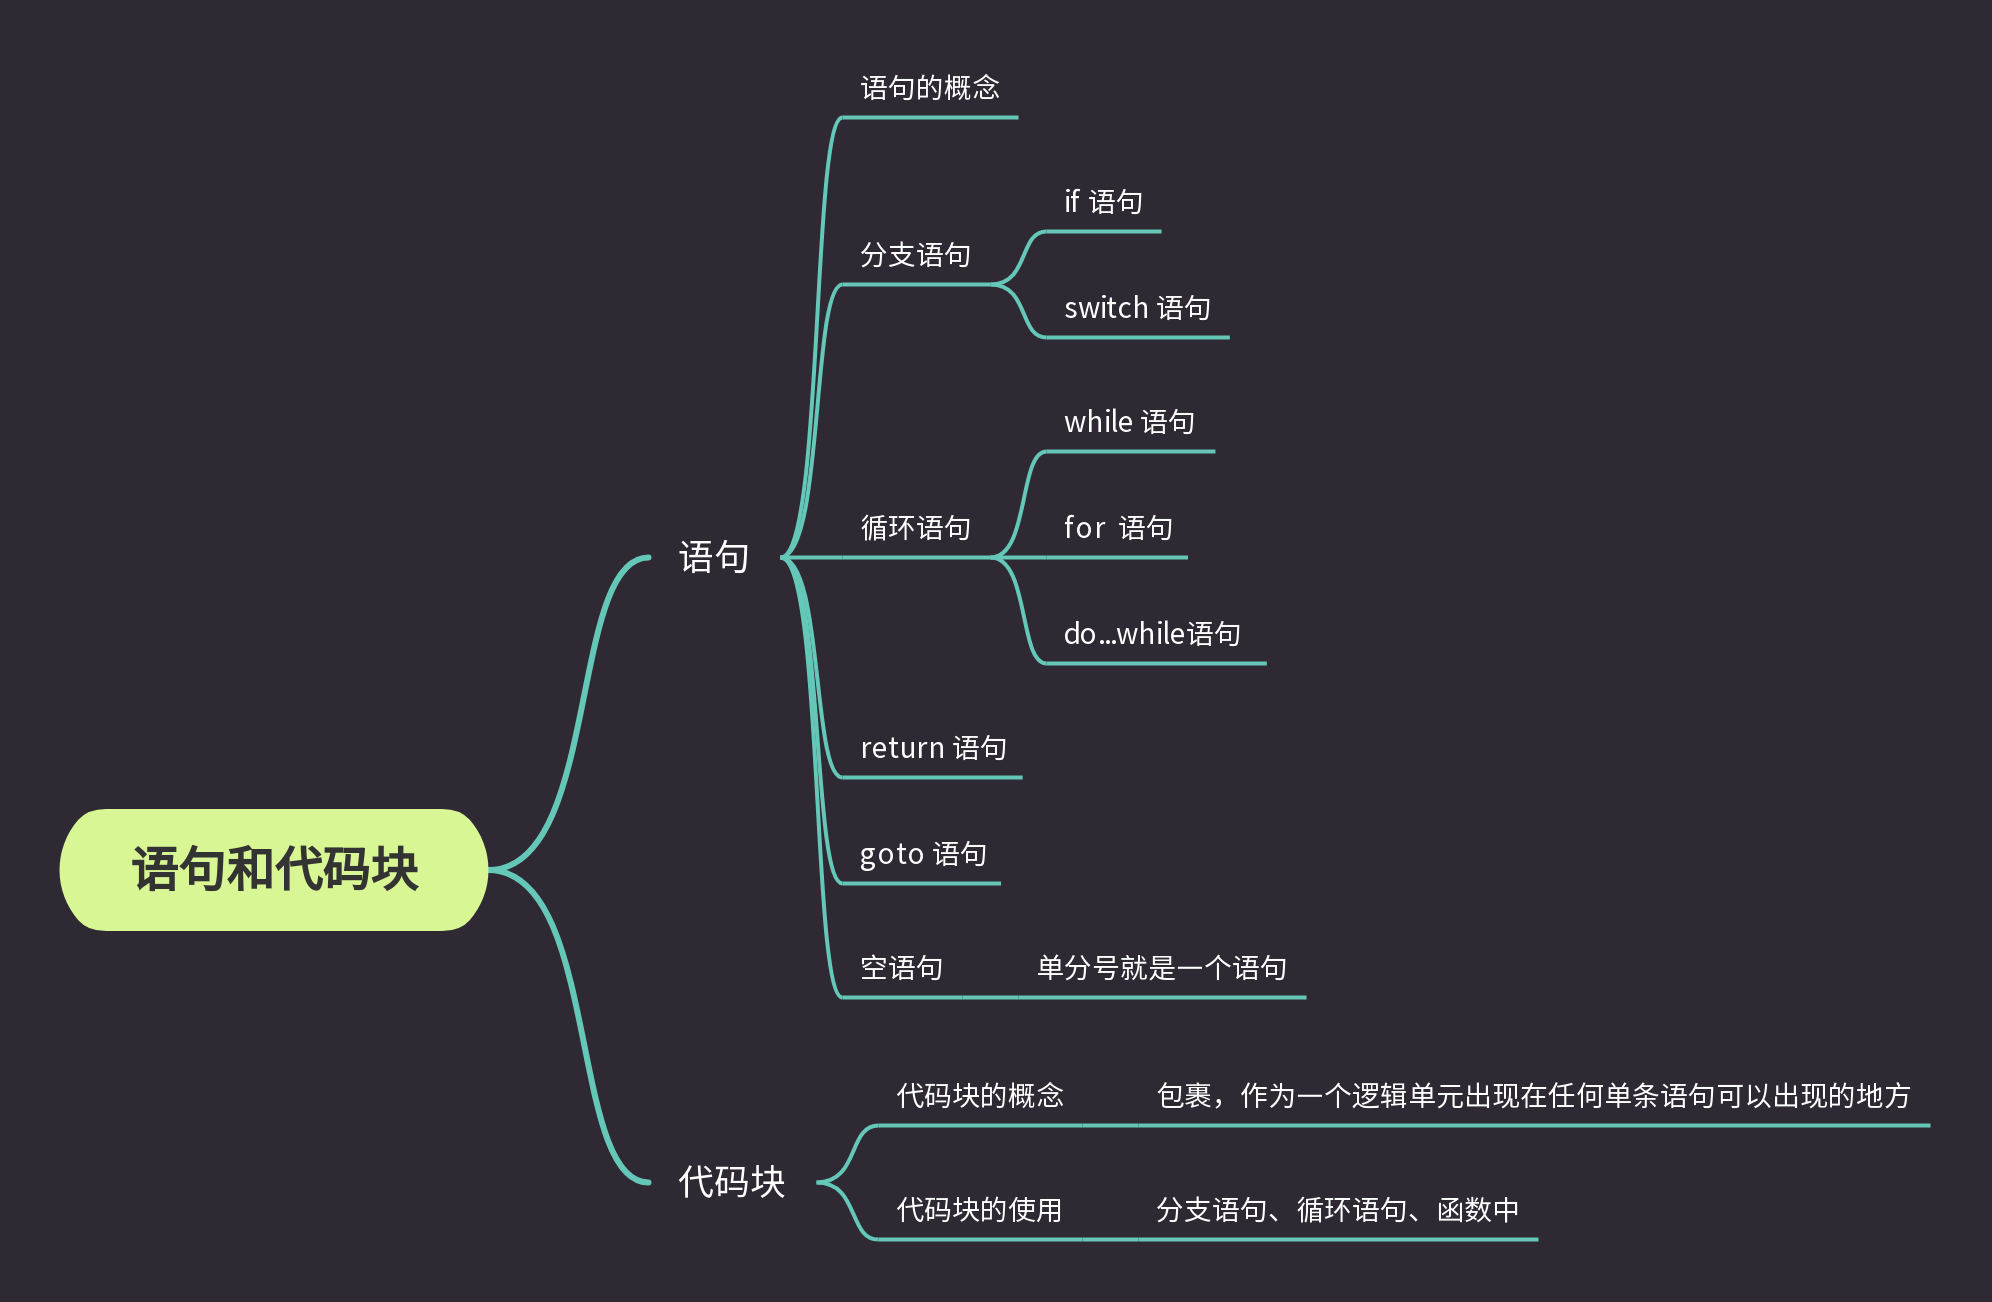 语句的概念
if 语句
分支语句
switch 语句
while 语句
循环语句
for 语句
语句
do...while语句
return 语句
goto 语句
语句和代码块
空语句
单分号就是一个语句
代码块的概念
包裹，作为一个逻辑单元出现在任何单条语句可以出现的地方
代码块
代码块的使用
分支语句、循环语句、函数中